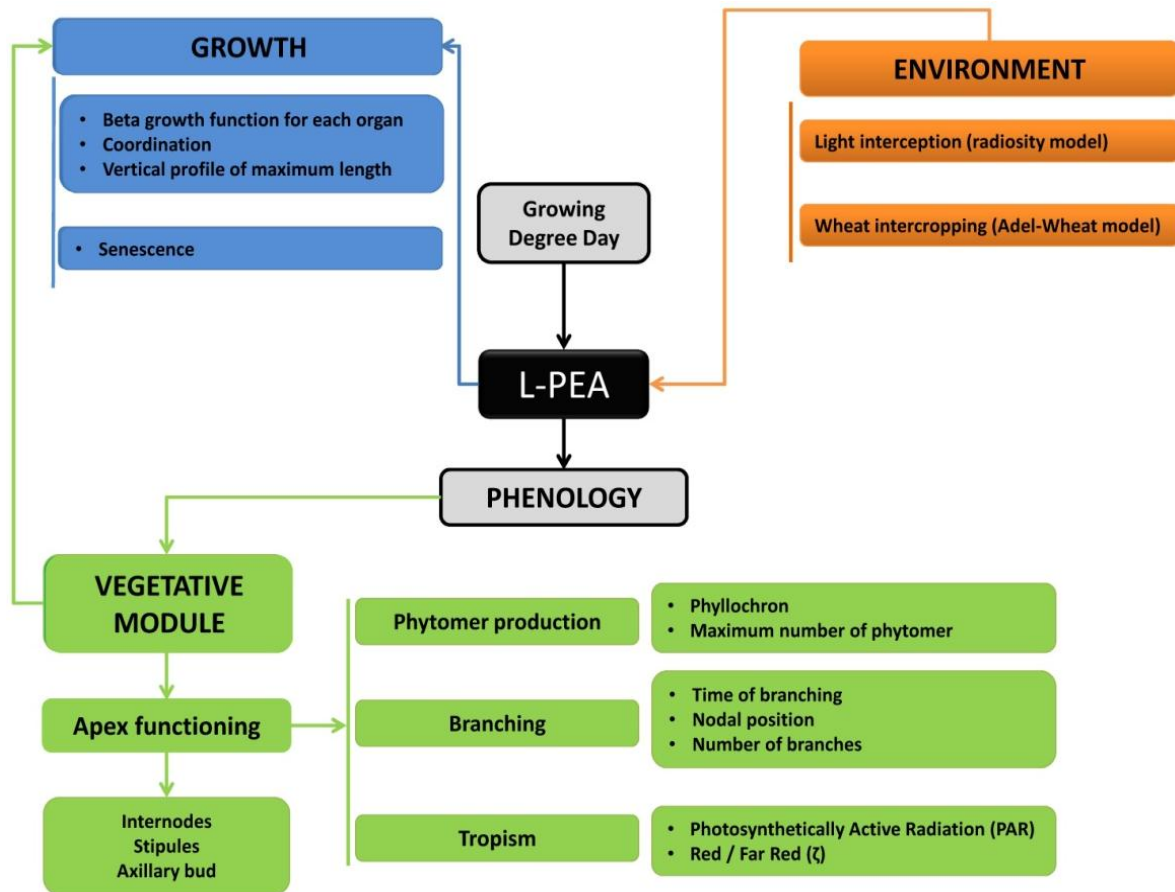 GROWTH
• Beta growth function for each organ
• Coordination
• Vertical profile of maximum length
• Senescence
ENVIRONMENT
Light interception (radiosity model)
Wheat intercropping (Adel-Wheat model)
Growing
Degree Day
L-PEA
PHENOLOGY
VEGETATIVE
MODULE
Apex functioning
Internodes
Stipules
Axillary bud
Phytomer production
• Phyllochron
• Maximum number of phytomer
Branching
• Time of branching
• Nodal position
• Number of branches
Tropism
• Photosynthetically Active Radiation (PAR)
• Red / Far Red (ζ)